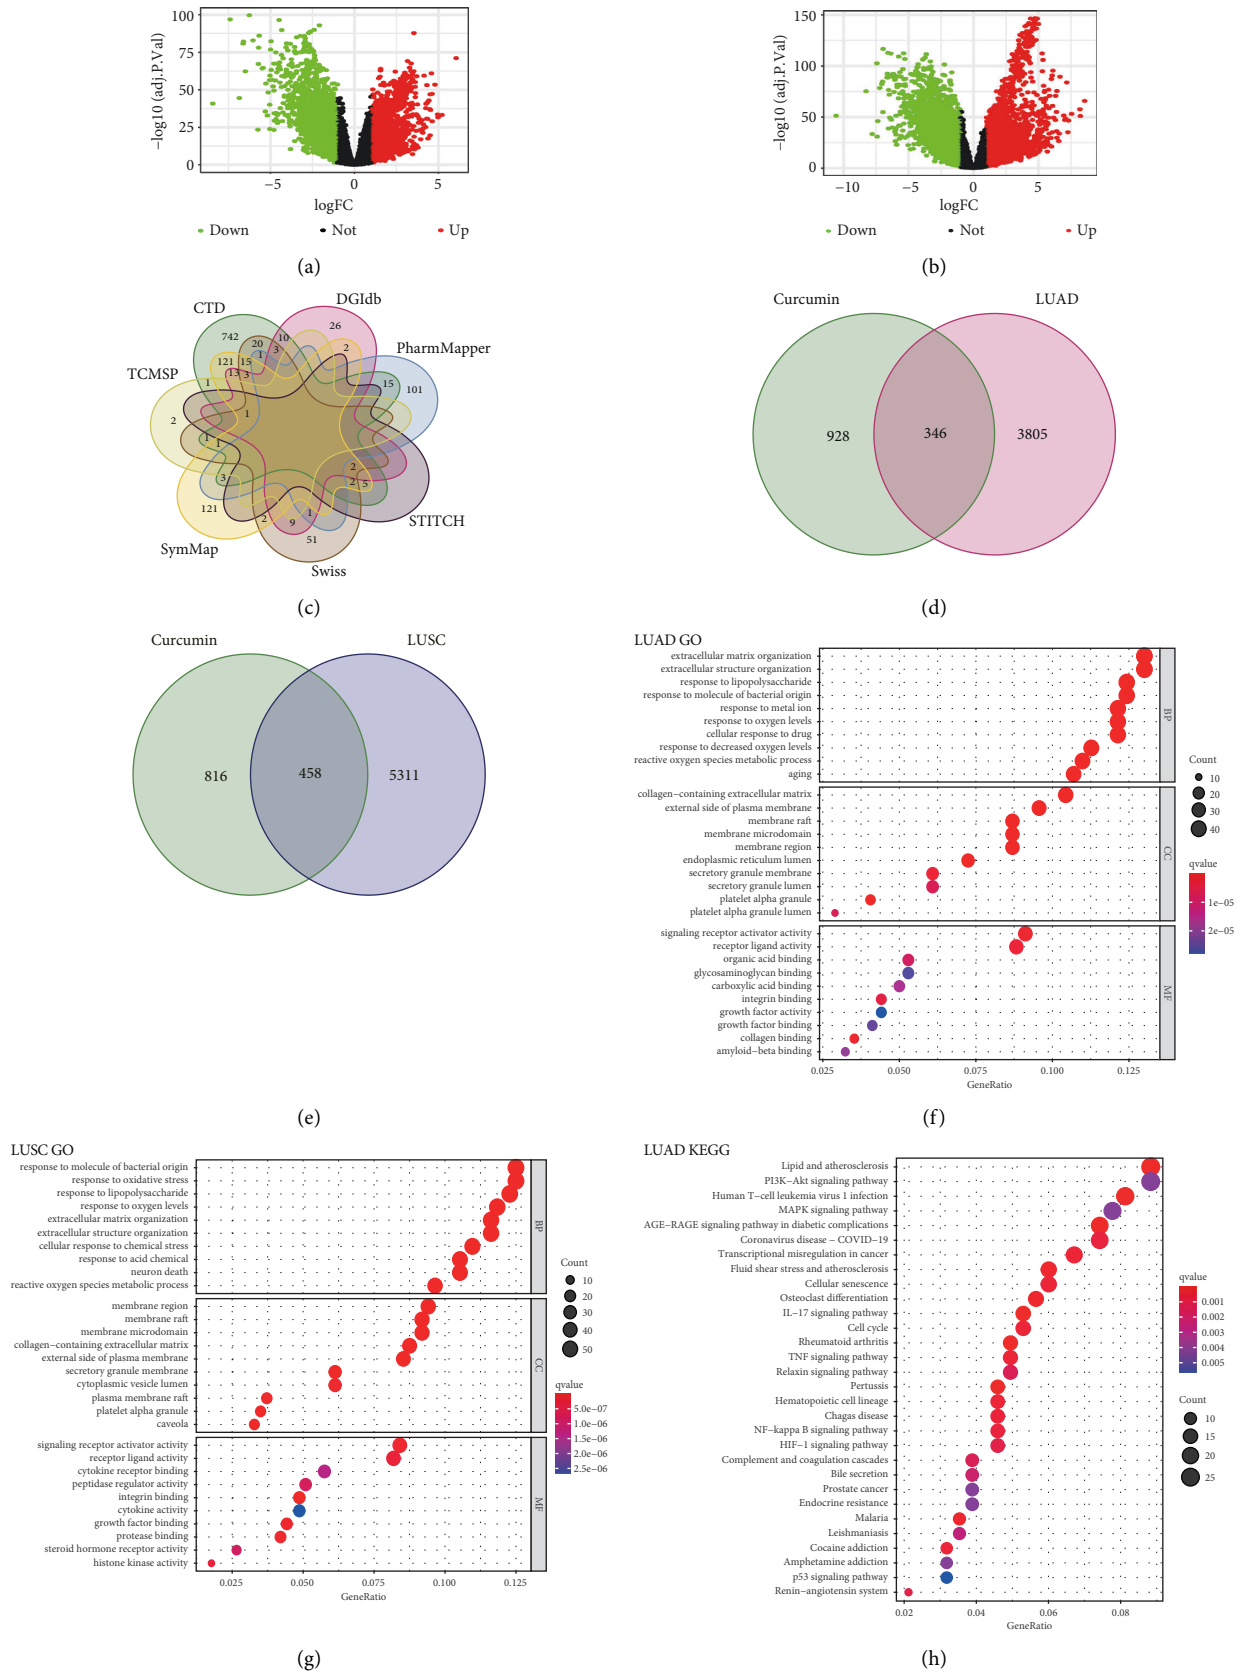 100
75
50
25
0
−log10 (adj.P.Val)
−5
0
5
logFC
Down
Not
Up
(a)
150
100
50
0
−log10 (adj.P.Val)
−10
−5
0
5
logFC
Down
Not
Up
(b)
CTD
DGIdb
PharmMapper
TCMSP
STITCH
SymMap
Swiss
742
20
10
26
1
3
2
121
15
13
3
15
101
1
2
1
1
1
3
2
2
5
121
2
9
1
51
(c)
Curcumin
LUAD
928
346
3805
(d)
Curcumin
LUSC
816
458
5311
(e)
LUAD GO
extracellular matrix organization
extracellular structure organization
response to lipopolysaccharide
response to molecule of bacterial origin
response to metal ion
response to oxygen levels
cellular response to drug
response to decreased oxygen levels
reactive oxygen species metabolic process
aging
BP
collagen−containing extracellular matrix
external side of plasma membrane
membrane raft
membrane microdomain
membrane region
endoplasmic reticulum lumen
secretory granule membrane
secretory granule lumen
platelet alpha granule
platelet alpha granule lumen
CC
signaling receptor activator activity
receptor ligand activity
organic acid binding
glycosaminoglycan binding
carboxylic acid binding
integrin binding
growth factor activity
growth factor binding
collagen binding
amyloid−beta binding
MF
0.025
0.050
0.075
0.100
0.125
GeneRatio
Count
10
20
30
40
qvalue
1e−05
2e−05
(f)
LUSC GO
response to molecule of bacterial origin
response to oxidative stress
response to lipopolysaccharide
response to oxygen levels
extracellular matrix organization
extracellular structure organization
cellular response to chemical stress
response to acid chemical
neuron death
reactive oxygen species metabolic process
BP
membrane region
membrane raft
membrane microdomain
collagen−containing extracellular matrix
external side of plasma membrane
secretory granule membrane
cytoplasmic vesicle lumen
plasma membrane raft
platelet alpha granule
caveola
CC
signaling receptor activator activity
receptor ligand activity
cytokine receptor binding
peptidase regulator activity
integrin binding
cytokine activity
growth factor binding
protease binding
steroid hormone receptor activity
histone kinase activity
MF
0.025
0.050
0.075
0.100
0.125
GeneRatio
Count
10
20
30
40
50
qvalue
5.0e−07
1.0e−06
1.5e−06
2.0e−06
2.5e−06
(g)
LUAD KEGG
Lipid and atherosclerosis
PI3K−Akt signaling pathway
Human T−cell leukemia virus 1 infection
MAPK signaling pathway
AGE−RAGE signaling pathway in diabetic complications
Coronavirus disease − COVID−19
Transcriptional misregulation in cancer
Fluid shear stress and atherosclerosis
Cellular senescence
Osteoclast differentiation
IL−17 signaling pathway
Cell cycle
Rheumatoid arthritis
TNF signaling pathway
Relaxin signaling pathway
Pertussis
Hematopoietic cell lineage
Chagas disease
NF−kappa B signaling pathway
HIF−1 signaling pathway
Complement and coagulation cascades
Bile secretion
Prostate cancer
Endocrine resistance
Malaria
Leishmaniasis
Cocaine addiction
Amphetamine addiction
p53 signaling pathway
Renin−angiotensin system
0.02
0.04
0.06
0.08
GeneRatio
qvalue
0.001
0.002
0.003
0.004
0.005
Count
10
15
20
25
(h)